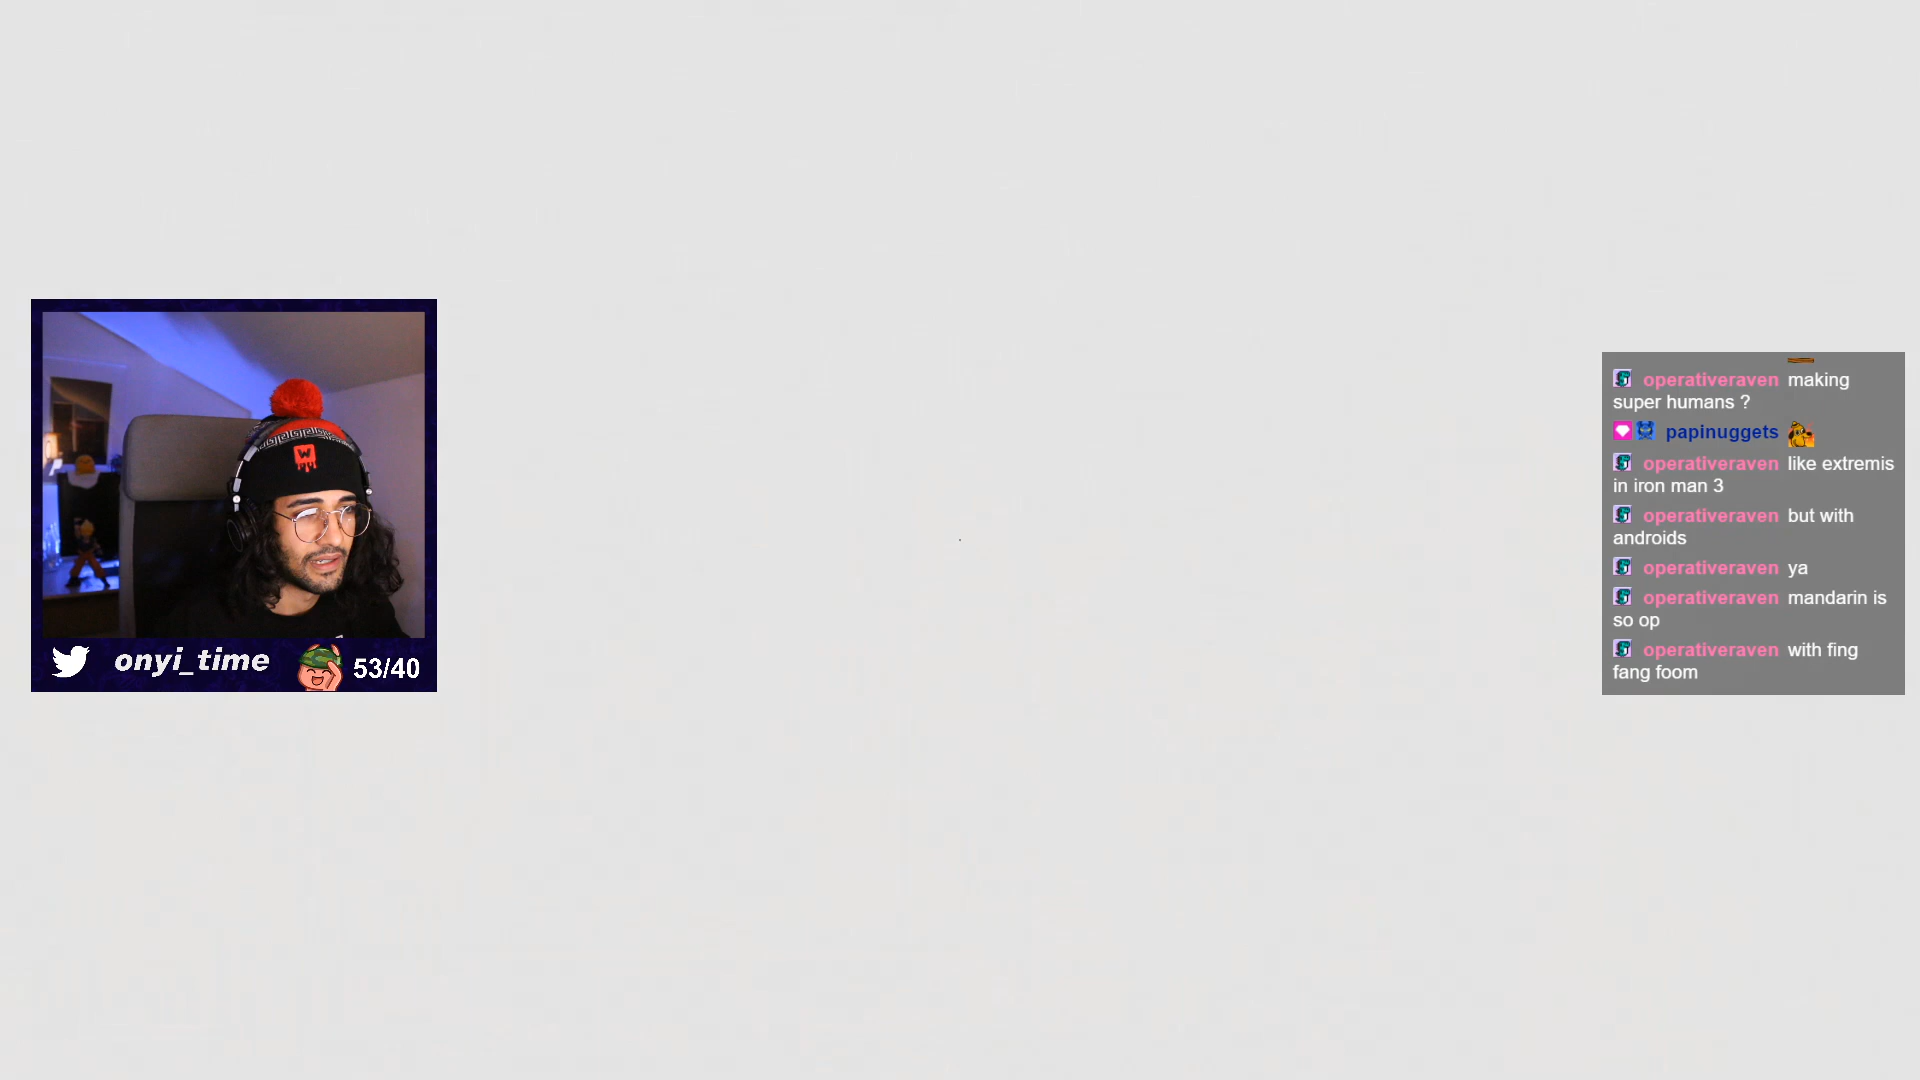 W
onyi_time
53/40
operativeraven making
super humans ?
papinuggets
operativeraven like extremis
in iron man 3
operativeraven but with
androids
operativeraven ya
operativeraven mandarin is
so op
operativeraven with fing
fang foom